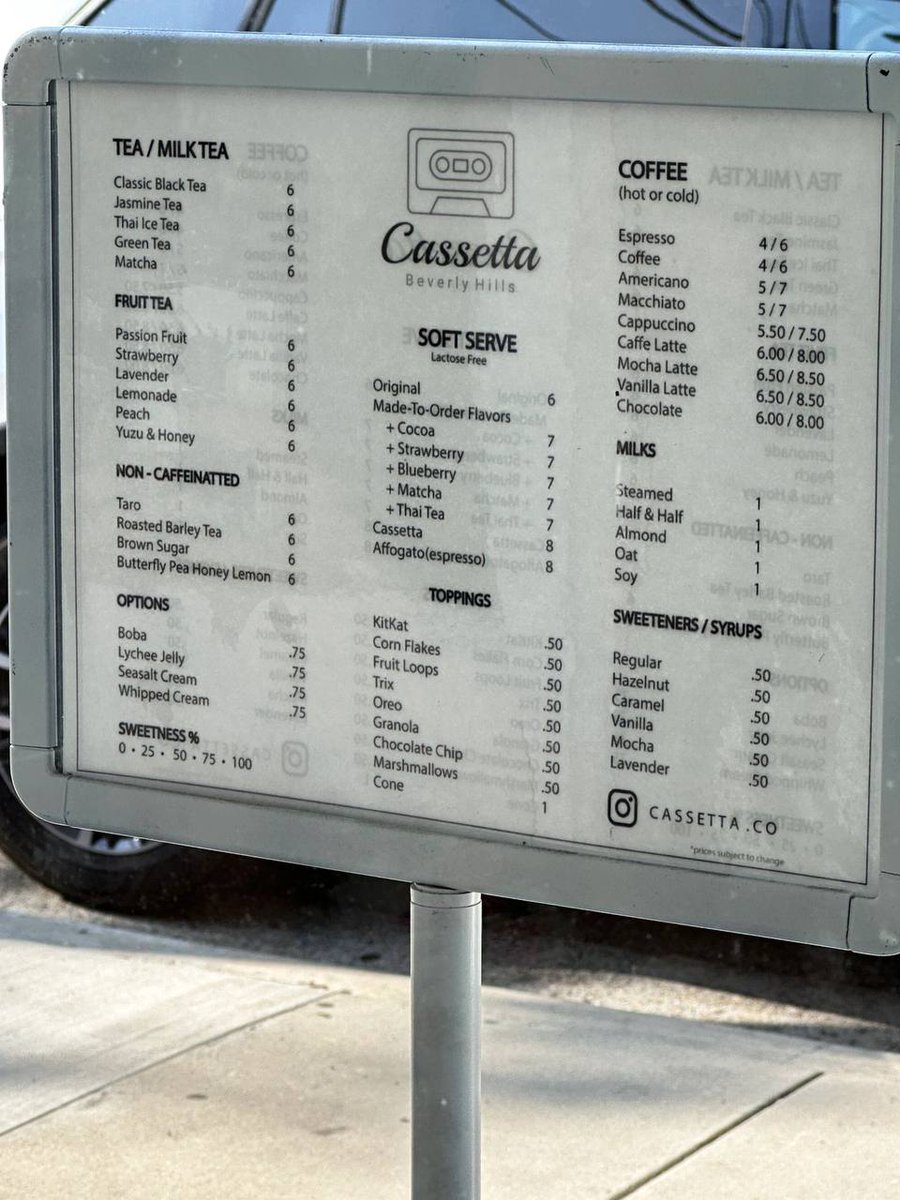 TEA / MILK TEA
Classic Black Tea 6
Jasmine Tea 6
Thai Ice Tea 6
Green Tea 6
Matcha 6
FRUIT TEA
Passion Fruit 6
Strawberry 6
Lavender 6
Lemonade 6
Peach 6
Yuzu & Honey 6
NON - CAFFEINATTED
Taro 6
Roasted Barley Tea 6
Brown Sugar 6
Butterfly Pea Honey Lemon 6
OPTIONS
Boba .75
Lychee Jelly .75
Seasalt Cream .75
Whipped Cream .75
SWEETNESS %
0 · 25 · 50 · 75 · 100
Cassetta
Beverly Hills
SOFT SERVE
Lactose Free
Original 6
Made-To-Order Flavors
+ Cocoa 7
+ Strawberry 7
+ Blueberry 7
+ Matcha 7
+ Thai Tea 7
Cassetta 8
Affogato(espresso) 8
TOPPINGS
KitKat .50
Corn Flakes .50
Fruit Loops .50
Trix .50
Oreo .50
Granola .50
Chocolate Chip .50
Marshmallows .50
Cone 1
COFFEE
(hot or cold)
Espresso 4 / 6
Coffee 4 / 6
Americano 5 / 7
Macchiato 5 / 7
Cappuccino 5.50 / 7.50
Caffe Latte 6.00 / 8.00
Mocha Latte 6.50 / 8.50
Vanilla Latte 6.50 / 8.50
Chocolate 6.00 / 8.00
MILKS
Steamed 1
Half & Half 1
Almond 1
Oat 1
Soy 1
SWEETENERS / SYRUPS
Regular .50
Hazelnut .50
Caramel .50
Vanilla .50
Mocha .50
Lavender .50
CASSETTA.CO
*prices subject to change